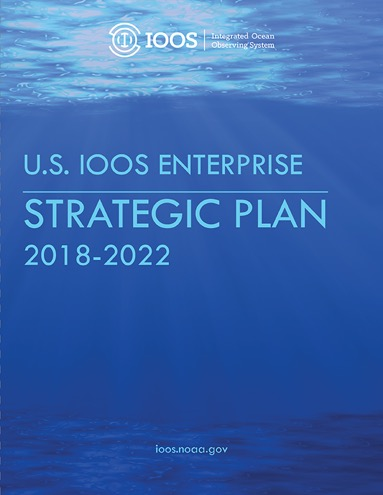 IOOS
Integrated Ocean
Observing System
U.S. IOOS ENTERPRISE
STRATEGIC PLAN
2018-2022
ioos.noaa.gov